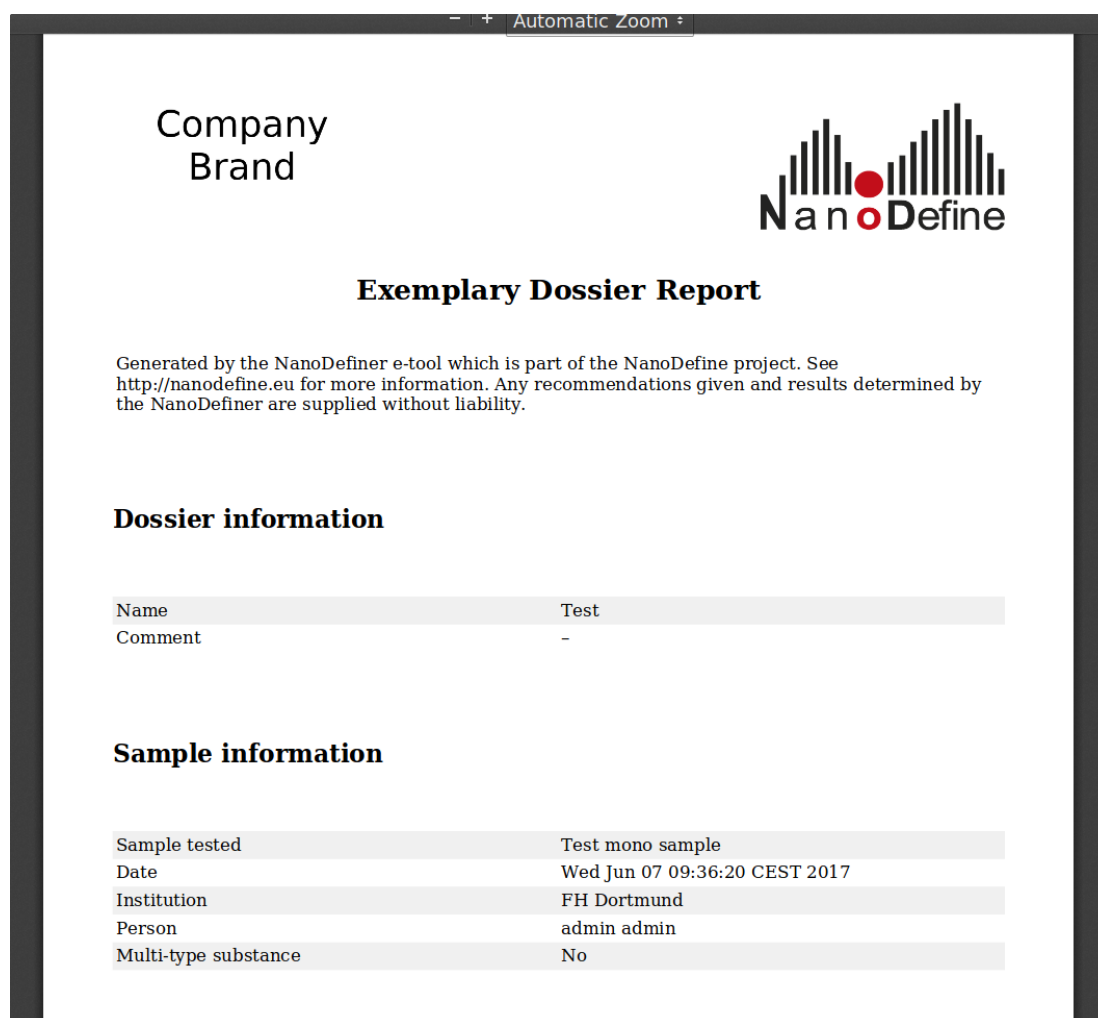 − + Automatic Zoom
Company
Brand
NanoDefine
Exemplary Dossier Report
Generated by the NanoDefiner e-tool which is part of the NanoDefine project. See
http://nanodefine.eu for more information. Any recommendations given and results determined by
the NanoDefiner are supplied without liability.
Dossier information
Name Test
Comment –
Sample information
Sample tested Test mono sample
Date Wed Jun 07 09:36:20 CEST 2017
Institution FH Dortmund
Person admin admin
Multi-type substance No